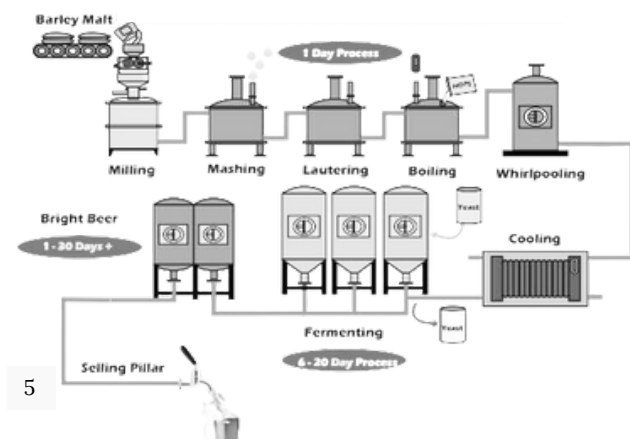 Barley Malt
1 Day Process
HOPS
Milling
Mashing
Lautering
Boiling
Whirlpooling
Bright Beer
1 - 30 Days +
Yeast
Cooling
Fermenting
Yeast
6 - 20 Day Process
Selling Pillar
5